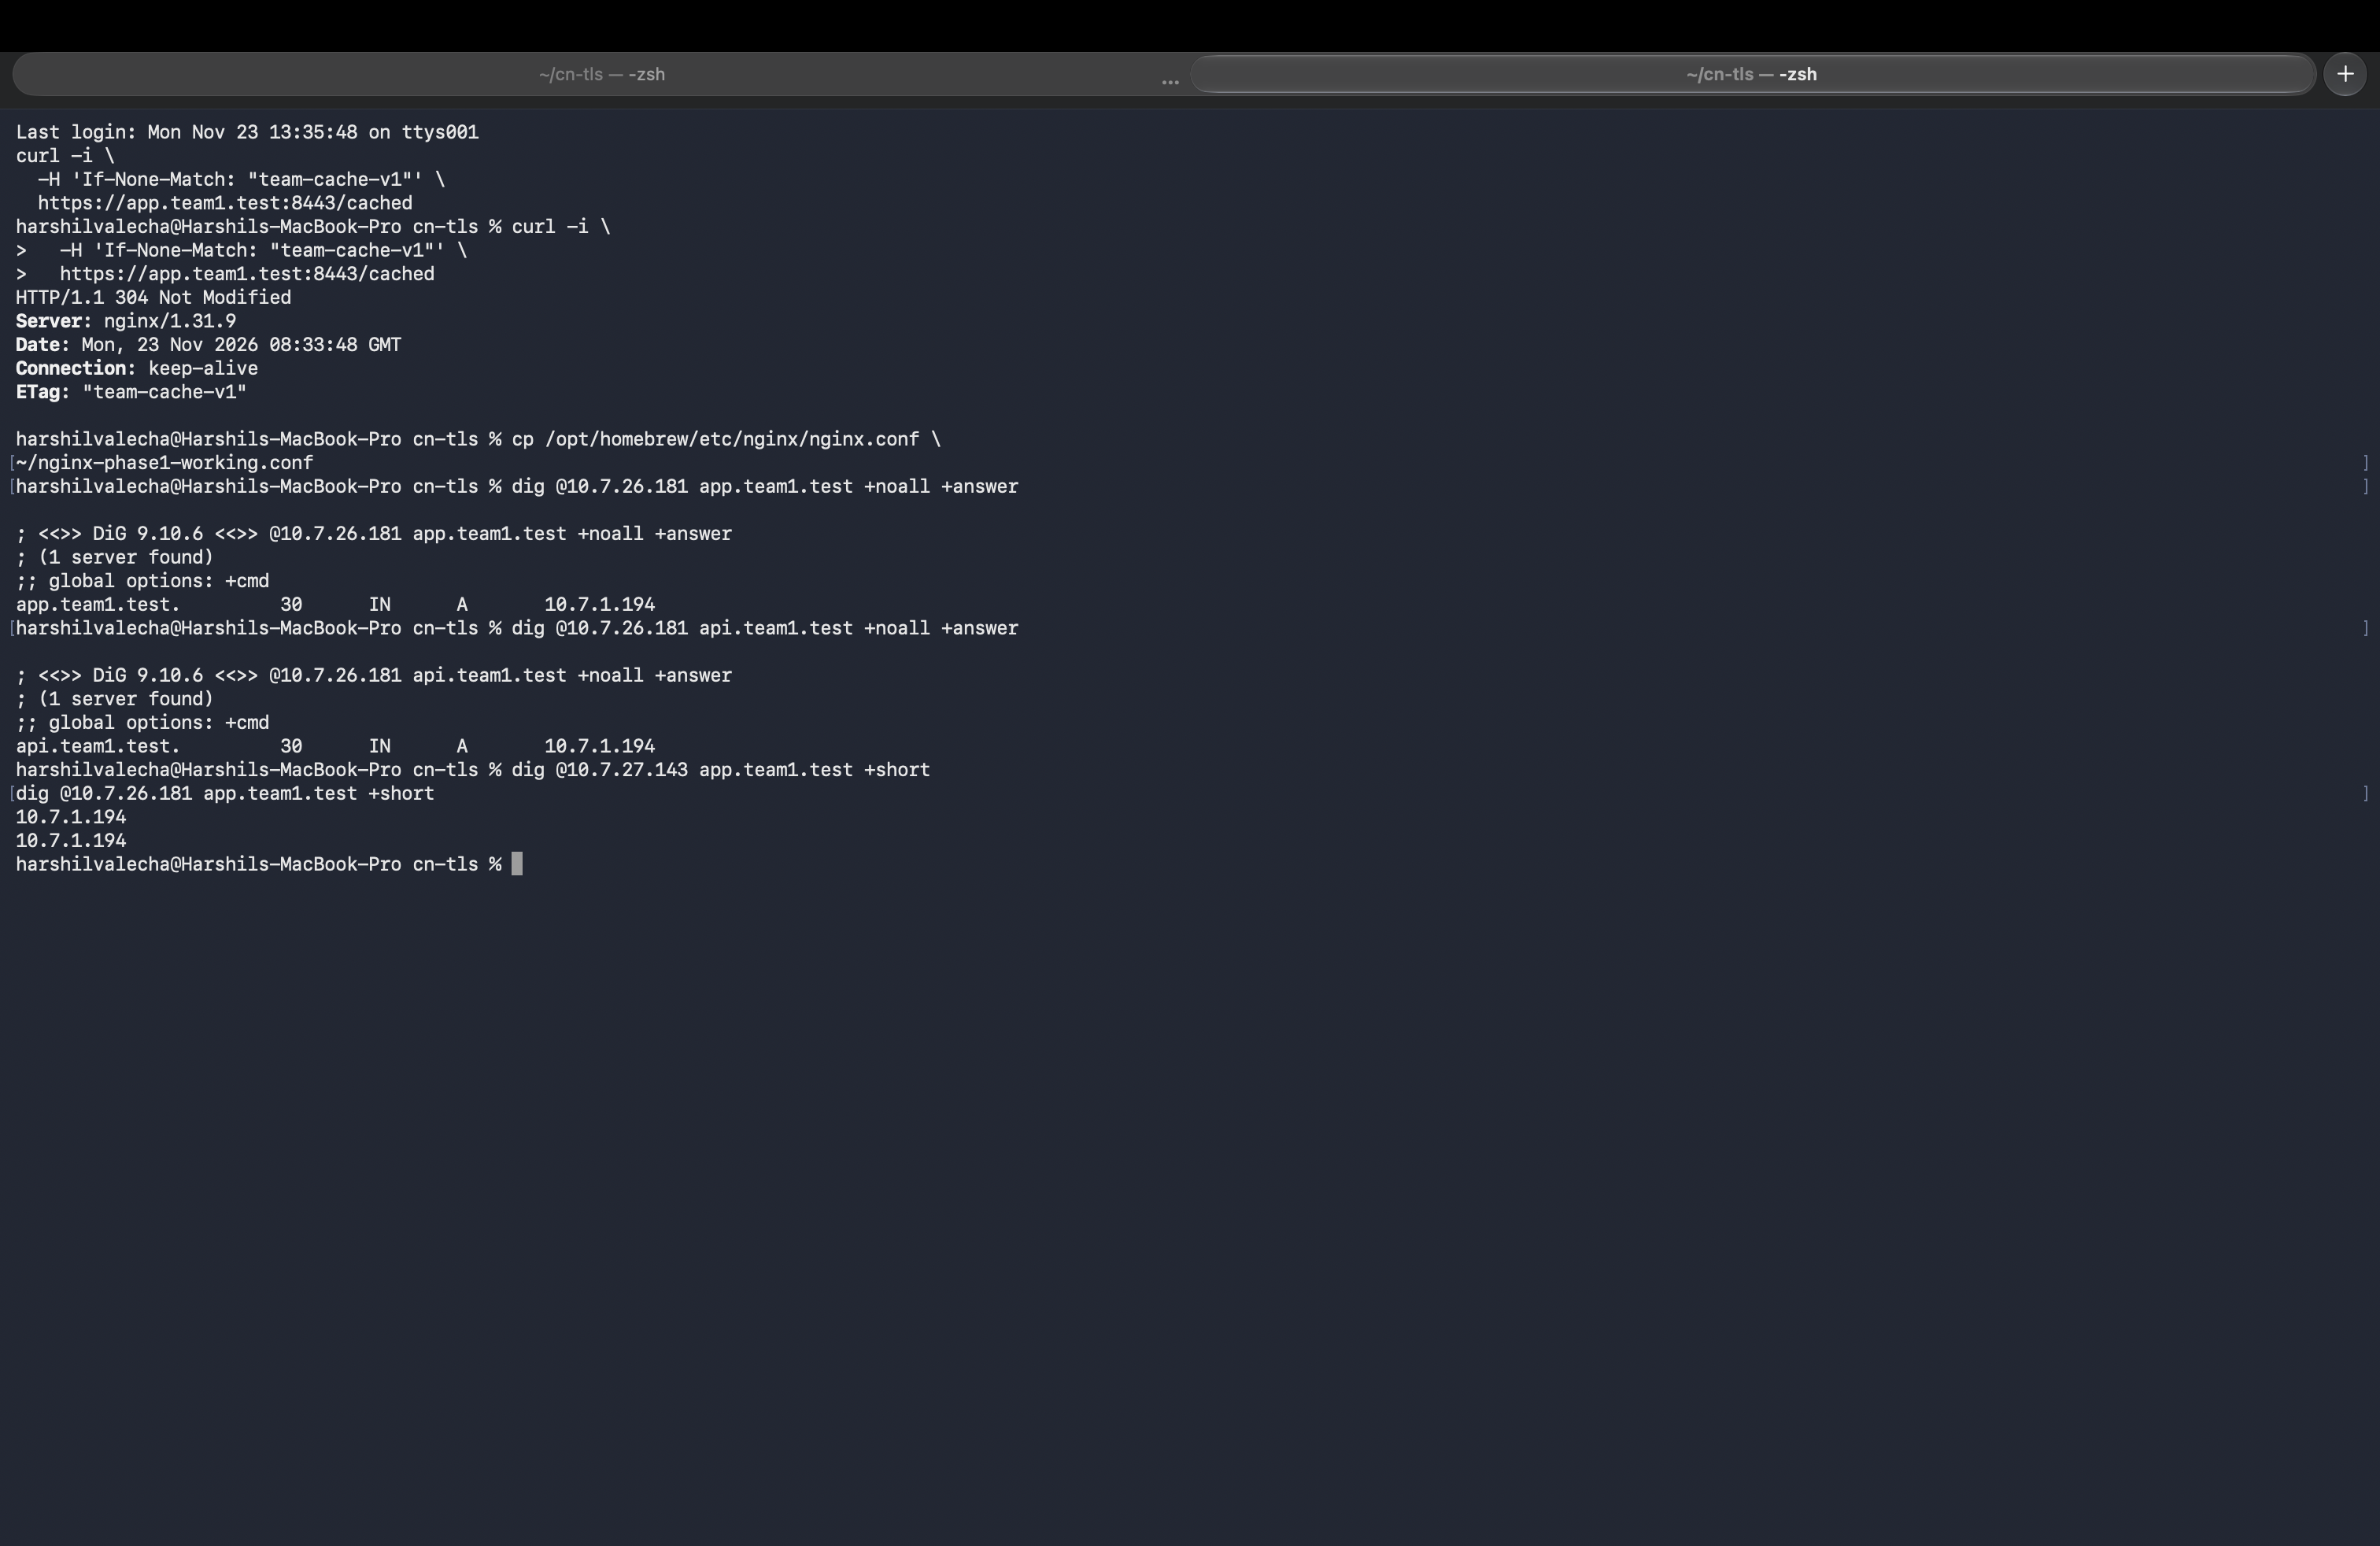 ~/cn-tls — -zsh
...
~/cn-tls — -zsh
+
Last login: Mon Nov 23 13:35:48 on ttys001
curl -i \
  -H 'If-None-Match: "team-cache-v1"' \
  https://app.team1.test:8443/cached
harshilvalecha@Harshils-MacBook-Pro cn-tls % curl -i \
>   -H 'If-None-Match: "team-cache-v1"' \
>   https://app.team1.test:8443/cached
HTTP/1.1 304 Not Modified
Server: nginx/1.31.9
Date: Mon, 23 Nov 2026 08:33:48 GMT
Connection: keep-alive
ETag: "team-cache-v1"
harshilvalecha@Harshils-MacBook-Pro cn-tls % cp /opt/homebrew/etc/nginx/nginx.conf \
[~/nginx-phase1-working.conf ]
[harshilvalecha@Harshils-MacBook-Pro cn-tls % dig @10.7.26.181 app.team1.test +noall +answer ]
; <<>> DiG 9.10.6 <<>> @10.7.26.181 app.team1.test +noall +answer
; (1 server found)
;; global options: +cmd
app.team1.test.         30      IN      A       10.7.1.194
[harshilvalecha@Harshils-MacBook-Pro cn-tls % dig @10.7.26.181 api.team1.test +noall +answer ]
; <<>> DiG 9.10.6 <<>> @10.7.26.181 api.team1.test +noall +answer
; (1 server found)
;; global options: +cmd
api.team1.test.         30      IN      A       10.7.1.194
harshilvalecha@Harshils-MacBook-Pro cn-tls % dig @10.7.27.143 app.team1.test +short
[dig @10.7.26.181 app.team1.test +short ]
10.7.1.194
10.7.1.194
harshilvalecha@Harshils-MacBook-Pro cn-tls %